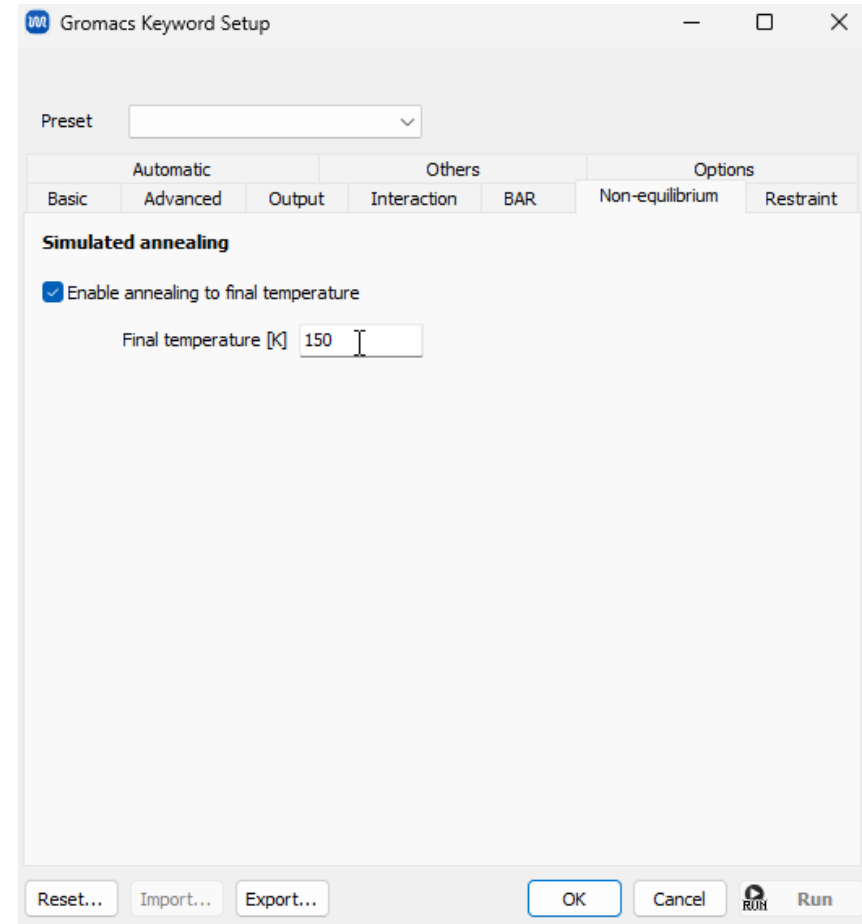 Gromacs Keyword Setup
Preset
Automatic Others Options
Basic Advanced Output Interaction BAR Non-equilibrium Restraint
Simulated annealing
Enable annealing to final temperature
Final temperature [K] 150
Reset... Import... Export... OK Cancel RUN Run